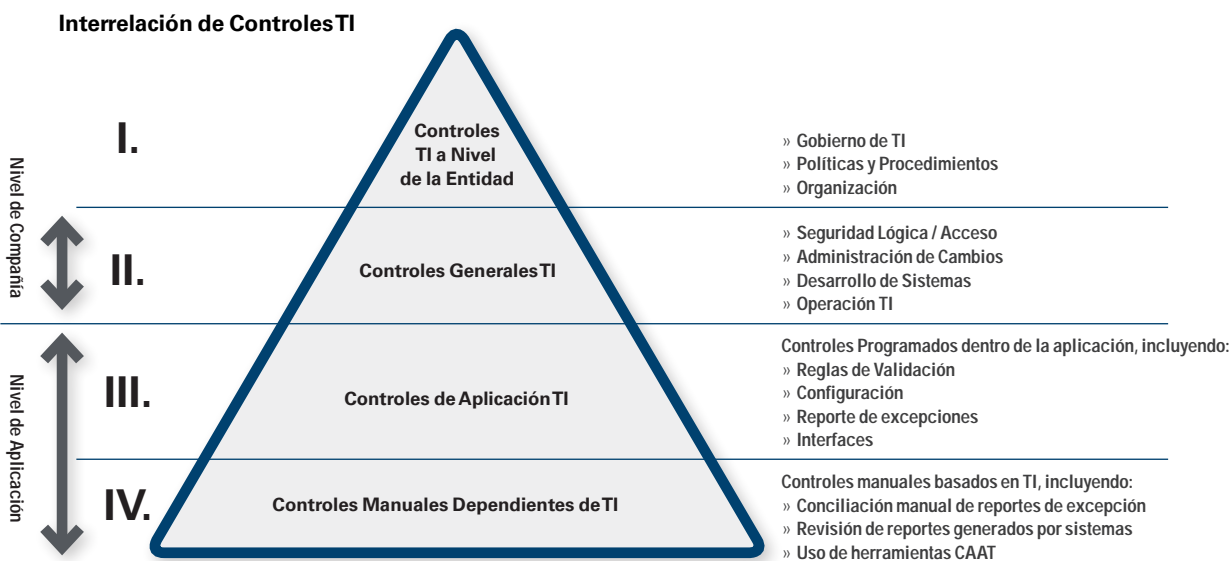 Interrelación de Controles TI
Nivel de Compañía
I.
Controles
TI a Nivel
de la Entidad
» Gobierno de TI
» Políticas y Procedimientos
» Organización
II.
Controles Generales TI
» Seguridad Lógica / Acceso
» Administración de Cambios
» Desarrollo de Sistemas
» Operación TI
Nivel de Aplicación
III.
Controles de Aplicación TI
Controles Programados dentro de la aplicación, incluyendo:
» Reglas de Validación
» Configuración
» Reporte de excepciones
» Interfaces
IV.
Controles Manuales Dependientes de TI
Controles manuales basados en TI, incluyendo:
» Conciliación manual de reportes de excepción
» Revisión de reportes generados por sistemas
» Uso de herramientas CAAT